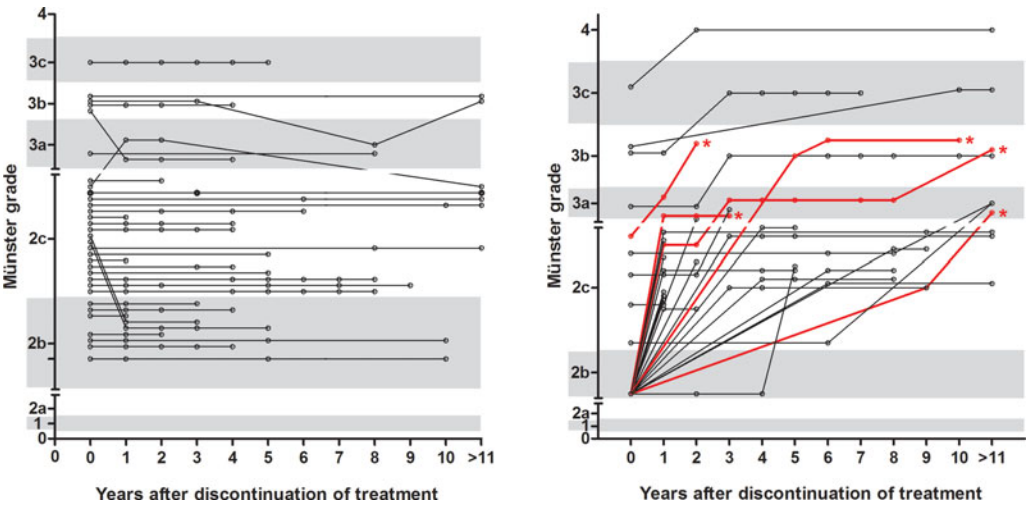 4
3c
3b
3a
2c
2b
2a
1
0
Münster grade
0 0 1 2 3 4 5 6 7 8 9 10 >11
Years after discontinuation of treatment
4
3c
3b
3a
2c
2b
2a
1
0
Münster grade
*
*
*
*
0 1 2 3 4 5 6 7 8 9 10 >11
Years after discontinuation of treatment